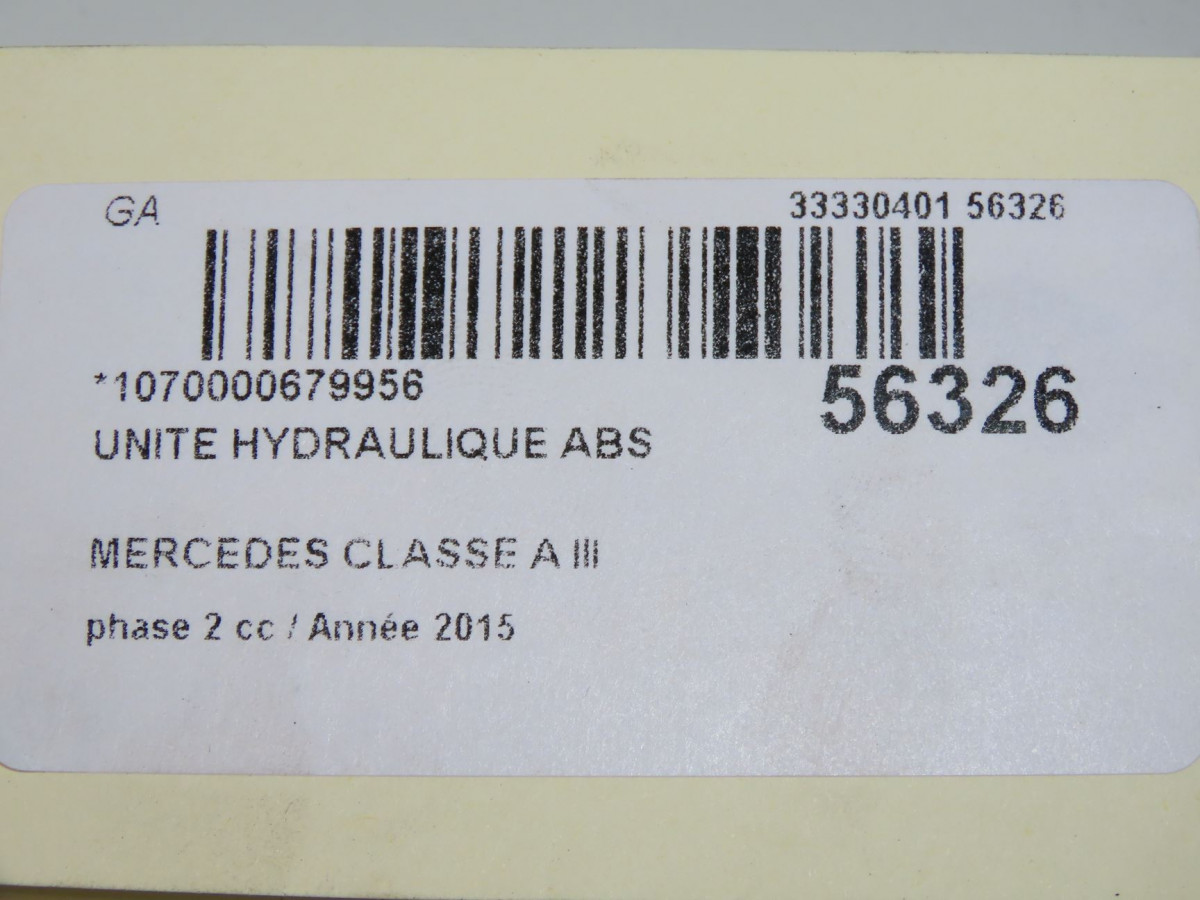 GA
33330401 56326
*1070000679956
56326
UNITE HYDRAULIQUE ABS
MERCEDES CLASSE A III
phase 2 cc / Année 2015